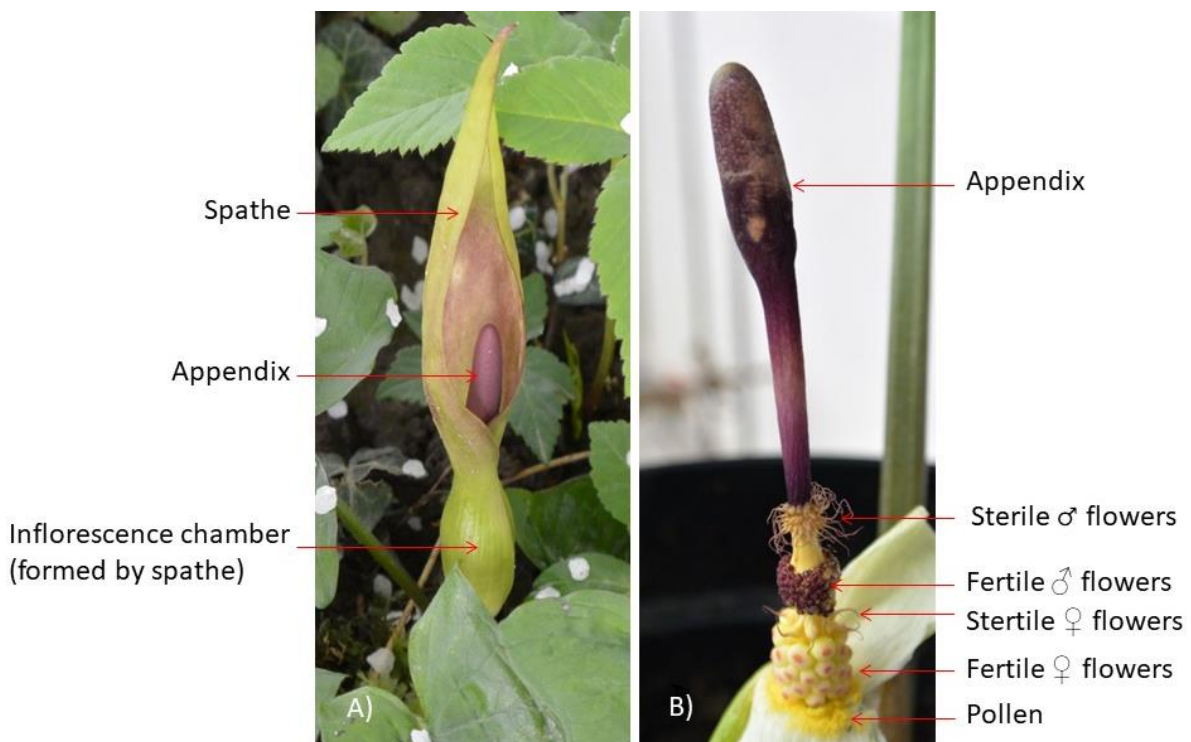 Spathe
Appendix
Inflorescence chamber
(formed by spathe)
A)
Appendix
Sterile ♂ flowers
Fertile ♂ flowers
Stertile ♀ flowers
Fertile ♀ flowers
Pollen
B)